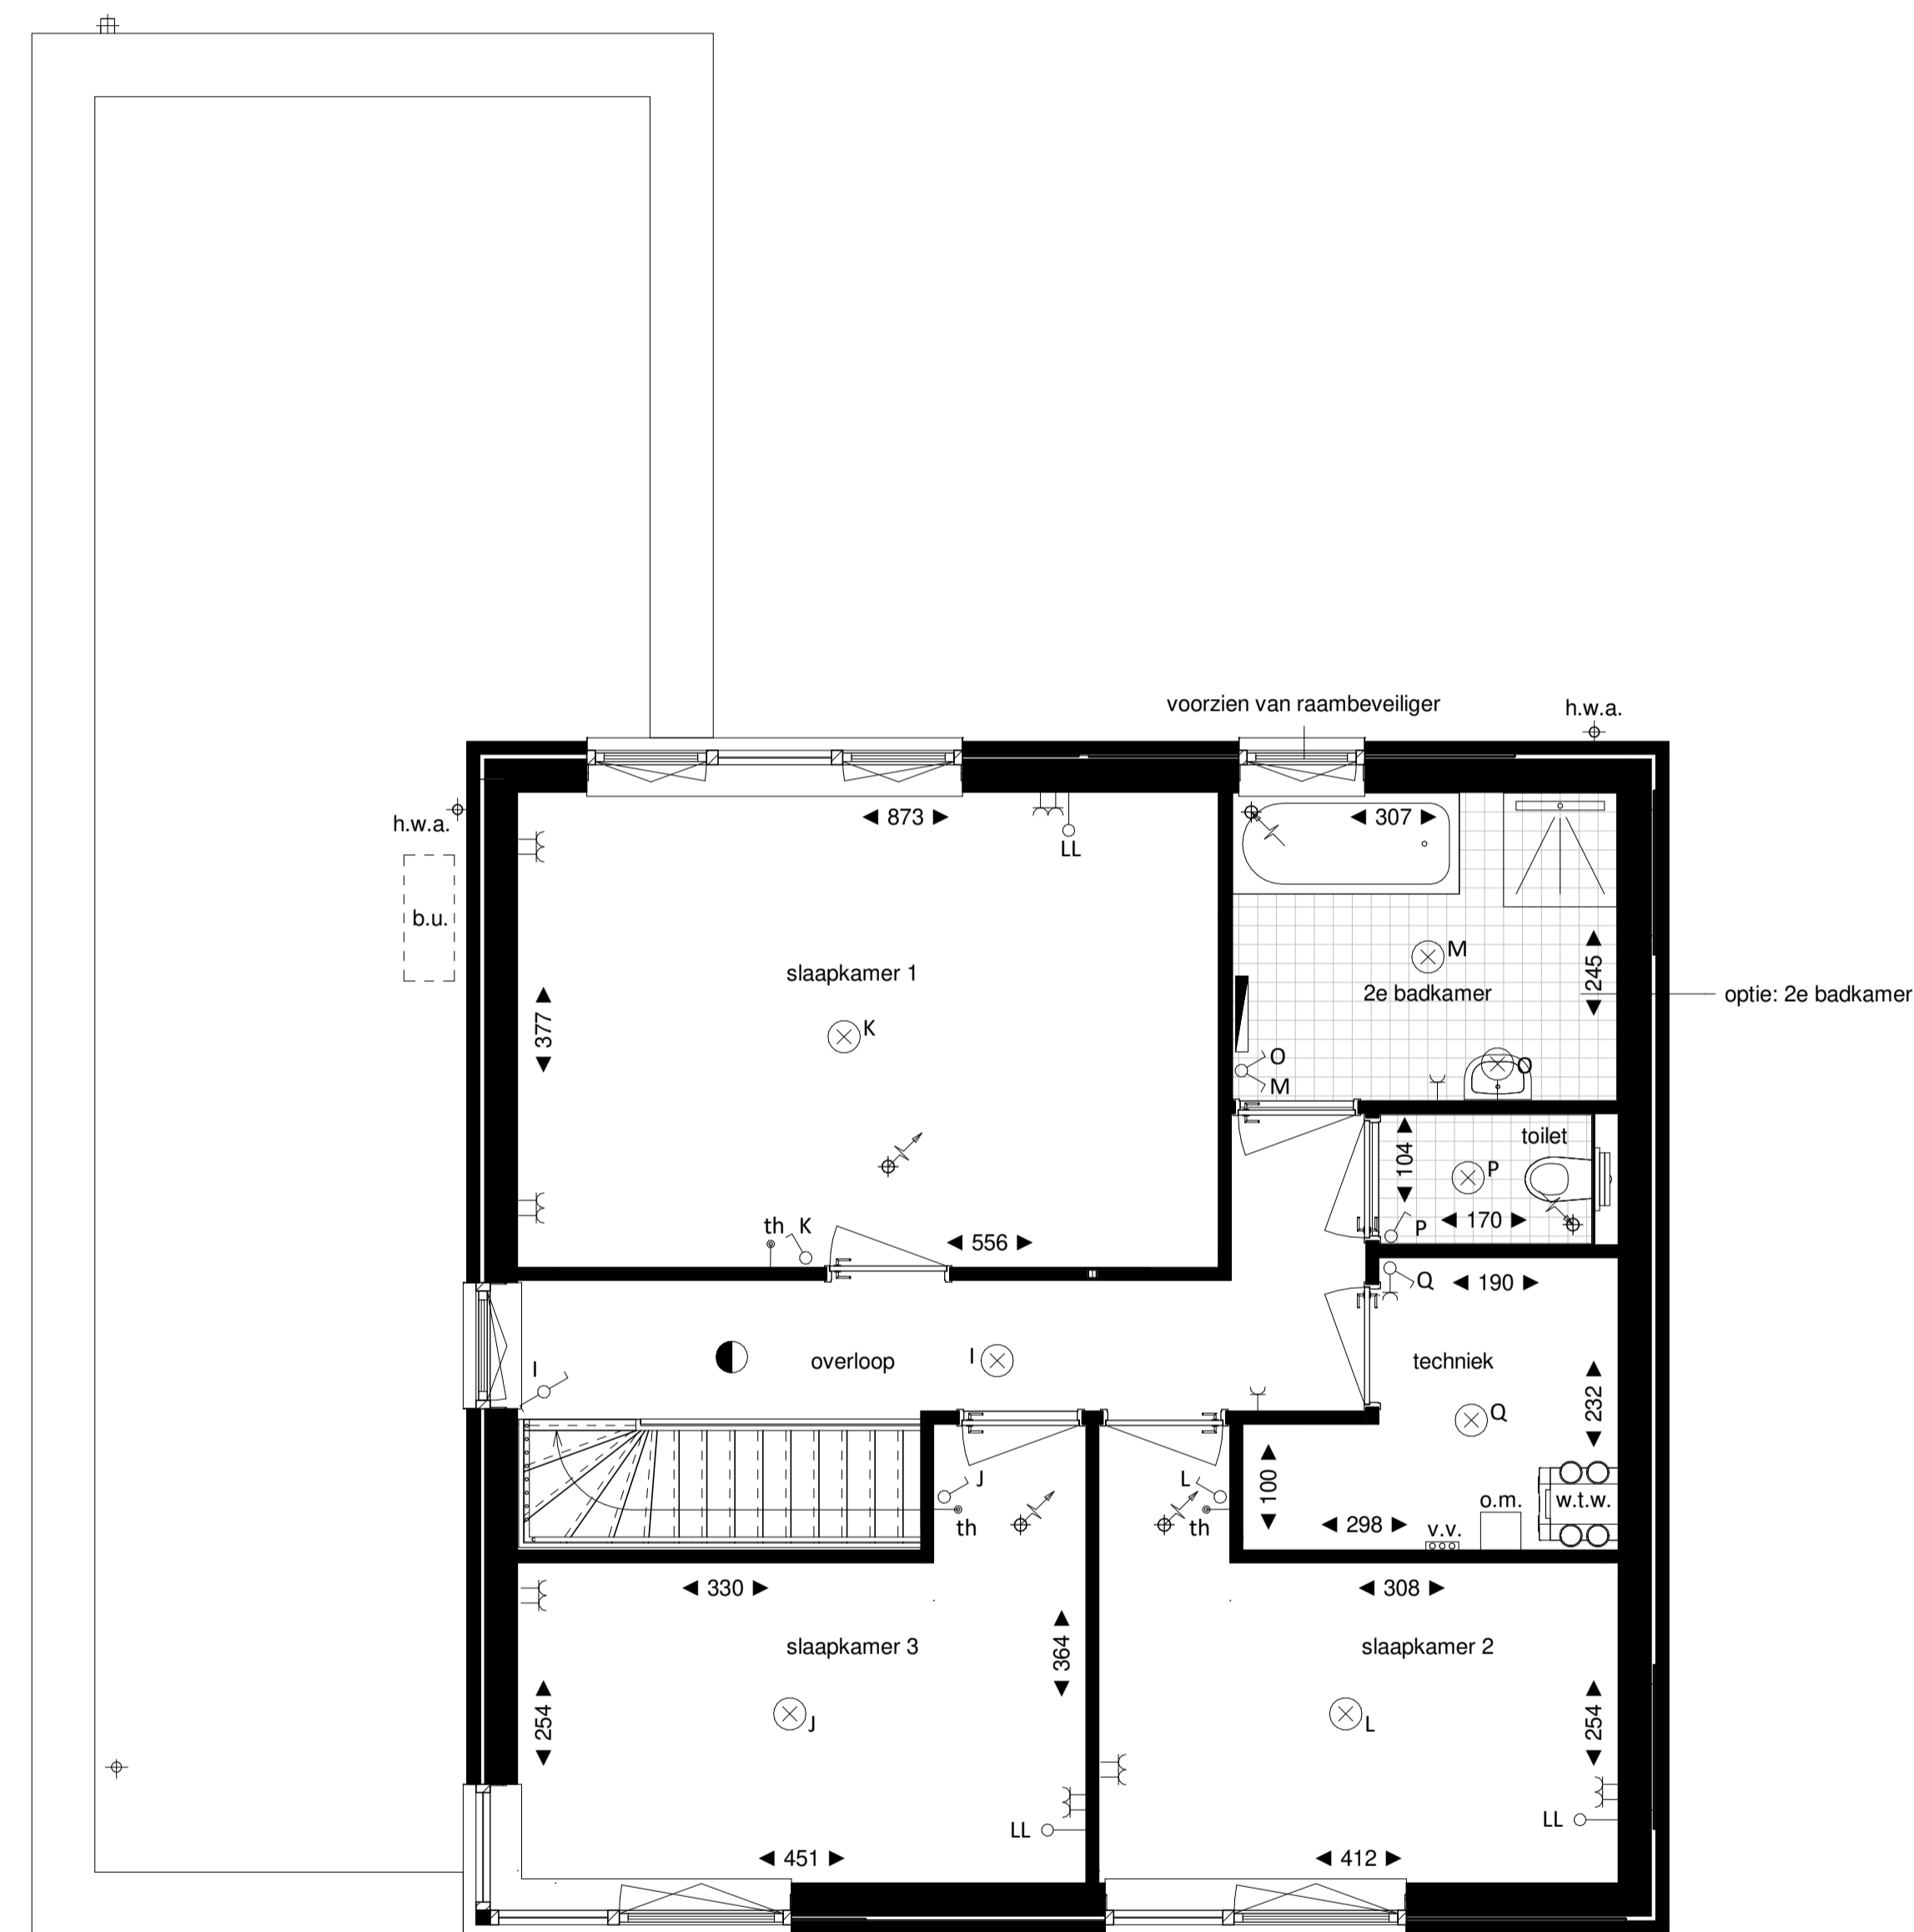 voorzien van raambeveiliger
h.w.a.
h.w.a.
873
307
LL
b.u.
M
slaapkamer 1
245
2e badkamer
optie: 2e badkamer
377
K
O
O
M
toilet
104
P
th K
170
P
556
Q
190
I
overloop
I
techniek
232
Q
J
L
100
o.m.
w.t.w.
th
th
298
v.v.
330
308
slaapkamer 3
364
slaapkamer 2
254
J
L
254
LL
LL
451
412